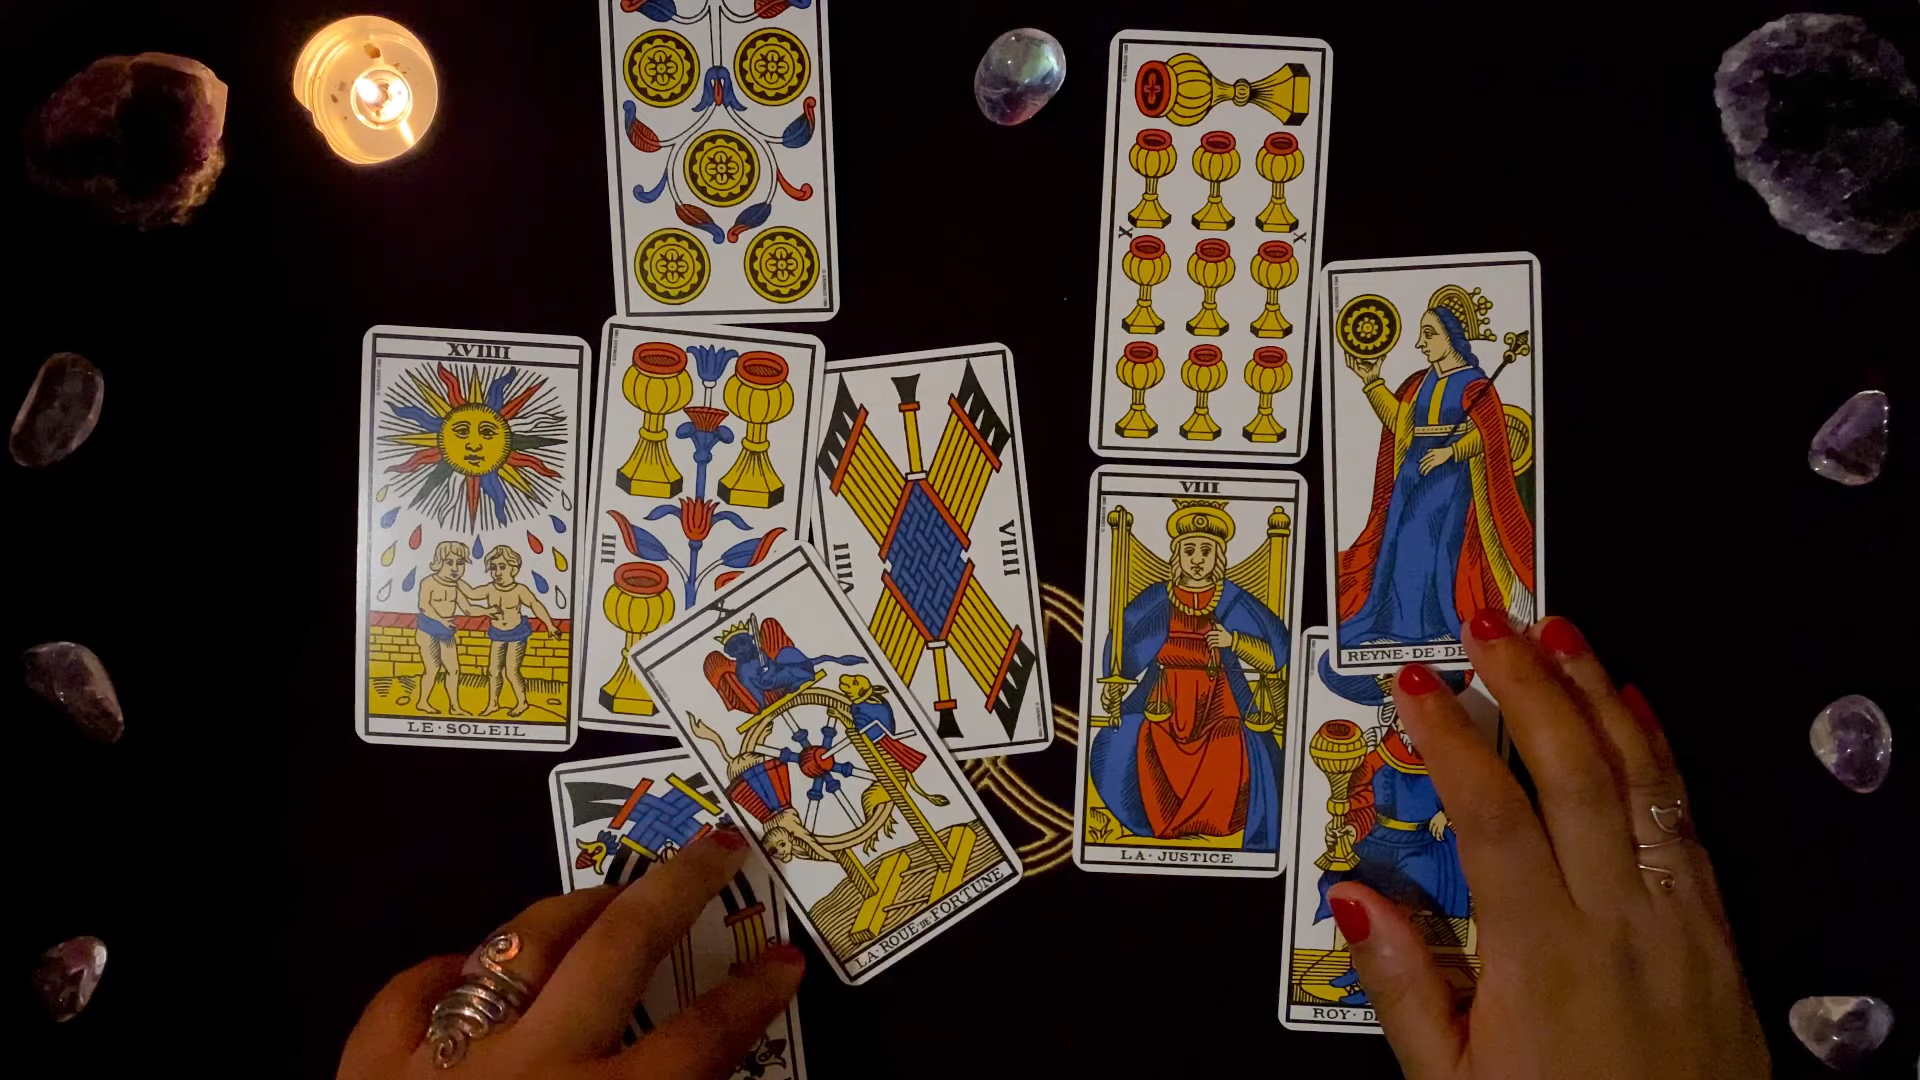 X
X
XVIIII
LE·SOLEIL
IIII
VIIII
VIIII
X
LA·ROUE DE FORTUNE
VIII
LA·JUSTICE
REYNE·DE·DE
ROY·D